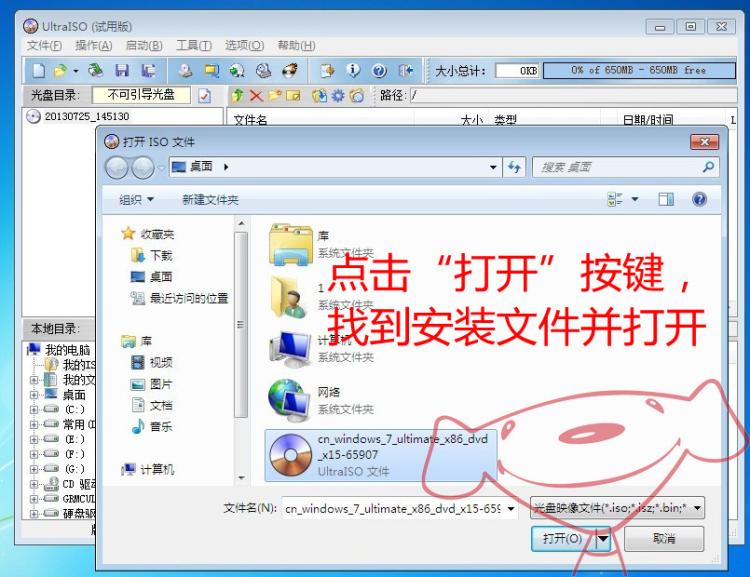 UltraISO (试用版)
文件(F) 操作(A) 启动(B) 工具(T) 选项(O) 帮助(H)
大小总计: 0KB 0% of 650MB - 650MB free
光盘目录: 不可引导光盘 路径: /
20130725_145130 文件名 大小 类型 日期/时间 L
打开 ISO 文件
桌面
搜索 桌面
组织 新建文件夹
收藏夹
下载
桌面
最近访问的位置
库
视频
图片
文档
音乐
计算机
库
系统文件夹
1
系统文件夹
计算机
系统文件夹
网络
系统文件夹
cn_windows_7_ultimate_x86_dvd
_x15-65907
UltraISO 文件
点击“打开”按键，
找到安装文件并打开
文件名(N): cn_windows_7_ultimate_x86_dvd_x15-659 光盘映像文件(*.iso;*.isz;*.bin;*
打开(O) 取消
本地目录:
我的电脑
我的IS
我的文
桌面
(C:)
常用(D
(E:)
(F:)
(G:)
CD 驱动
GRMCUL
硬盘驱